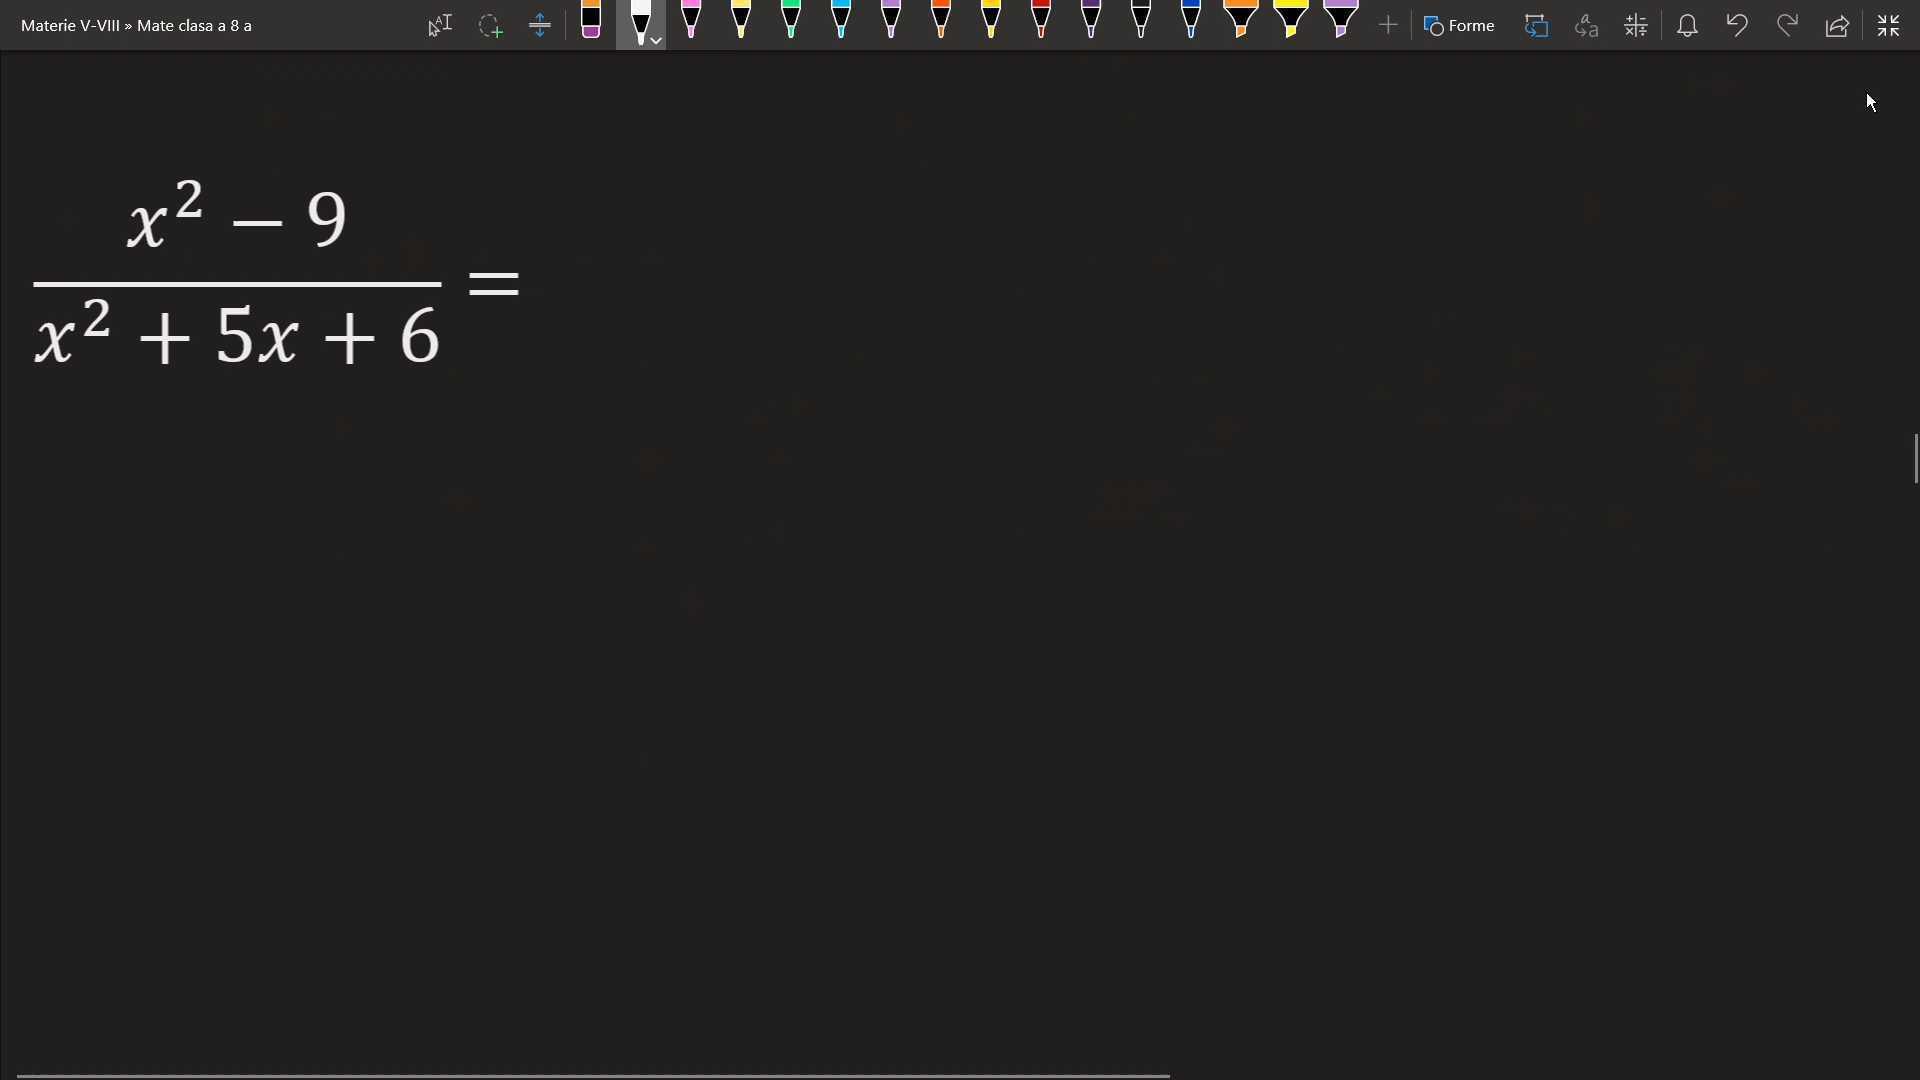 Materie V-VIII » Mate clasa a 8 a
Forme
x² − 9
x² + 5x + 6 =